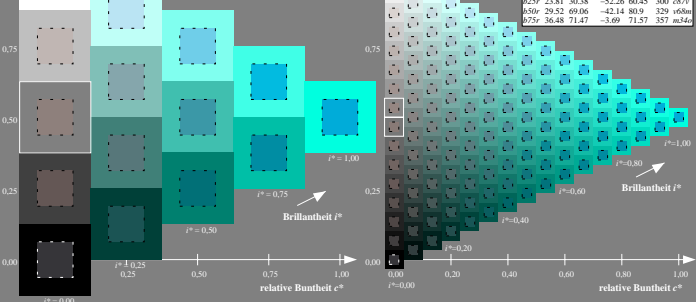 b25r 23.81 30.38 −52.26 60.45 300 c87v
b50r 29.52 69.06 −42.14 80.9 329 v68m
b75r 36.48 71.47 −3.69 71.57 357 m34o
0,75
0,50
0,25
0,00
i* = 1,00
i* = 0,75
i* = 0,50
i* = 0,25
i* = 0,00
Brillantheit i*
0,25
0,50
0,75
1,00
relative Buntheit c*
0,75
0,50
0,25
0,00
i*=1,00
i*=0,80
i*=0,60
i*=0,40
i*=0,20
i*=0,00
Brillantheit i*
0,00
0,20
0,40
0,60
0,80
1,00
relative Buntheit c*